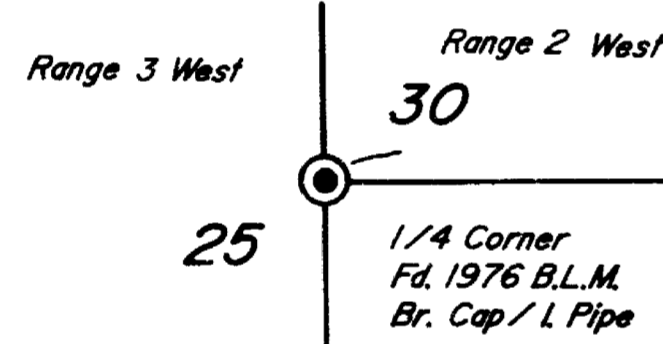 Range 3 West
Range 2 West
30
25
1/4 Corner
Fd. 1976 B.L.M.
Br. Cap / I. Pipe